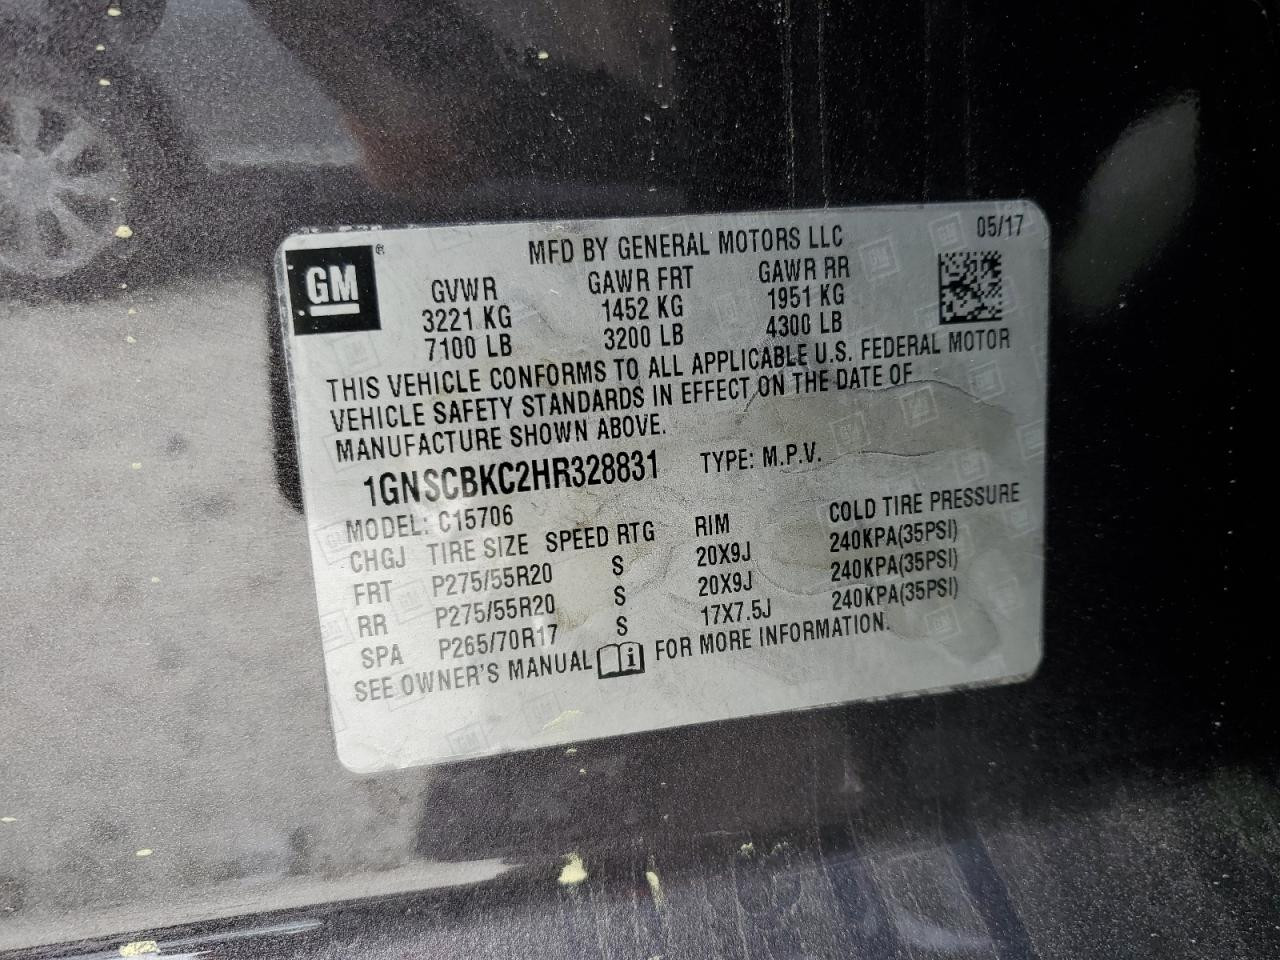 GM ®
MFD BY GENERAL MOTORS LLC 05/17
GVWR GAWR FRT GAWR RR
3221 KG 1452 KG 1951 KG
7100 LB 3200 LB 4300 LB
THIS VEHICLE CONFORMS TO ALL APPLICABLE U.S. FEDERAL MOTOR
VEHICLE SAFETY STANDARDS IN EFFECT ON THE DATE OF
MANUFACTURE SHOWN ABOVE.
1GNSCBKC2HR328831 TYPE: M.P.V.
MODEL: C15706
CHGJ TIRE SIZE SPEED RTG RIM COLD TIRE PRESSURE
FRT P275/55R20 S 20X9J 240KPA(35PSI)
RR P275/55R20 S 20X9J 240KPA(35PSI)
SPA P265/70R17 S 17X7.5J 240KPA(35PSI)
SEE OWNER'S MANUAL FOR MORE INFORMATION.